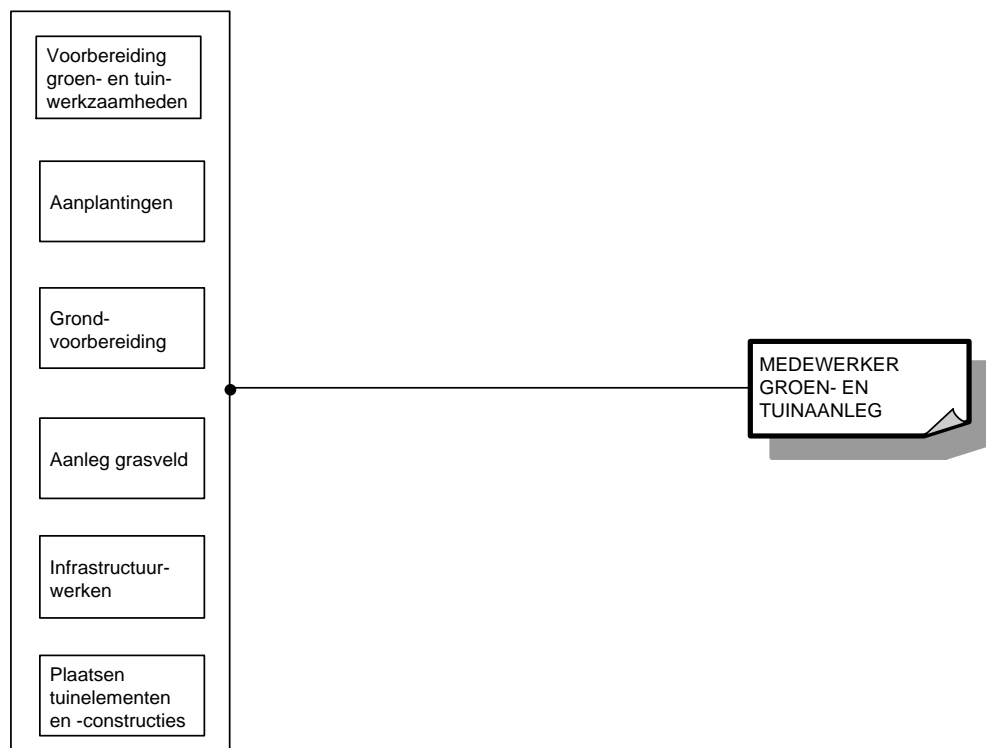 Voorbereiding
groen- en tuin-
werkzaamheden
Aanplantingen
Grond-
voorbereiding
Aanleg grasveld
Infrastructuur-
werken
Plaatsen
tuinelementen
en -constructies
MEDEWERKER
GROEN- EN
TUINAANLEG